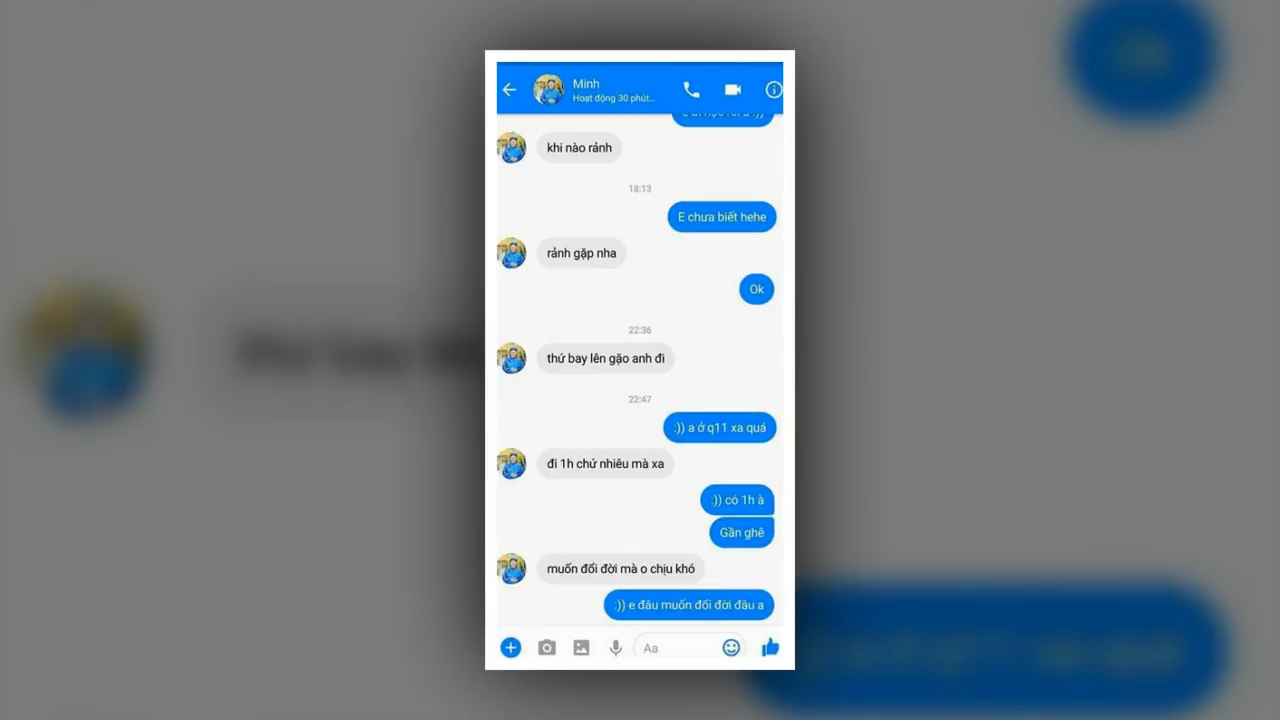 Minh
Hoạt động 30 phút...
khi nào rảnh
18:13
E chưa biết hehe
rảnh gặp nha
Ok
22:36
thứ bay lên gặo anh đi
22:47
:)) a ở q11 xa quá
đi 1h chứ nhiêu mà xa
:)) có 1h à
Gần ghê
muốn đổi đời mà o chịu khó
:)) e đâu muốn đổi đời đâu a
Aa